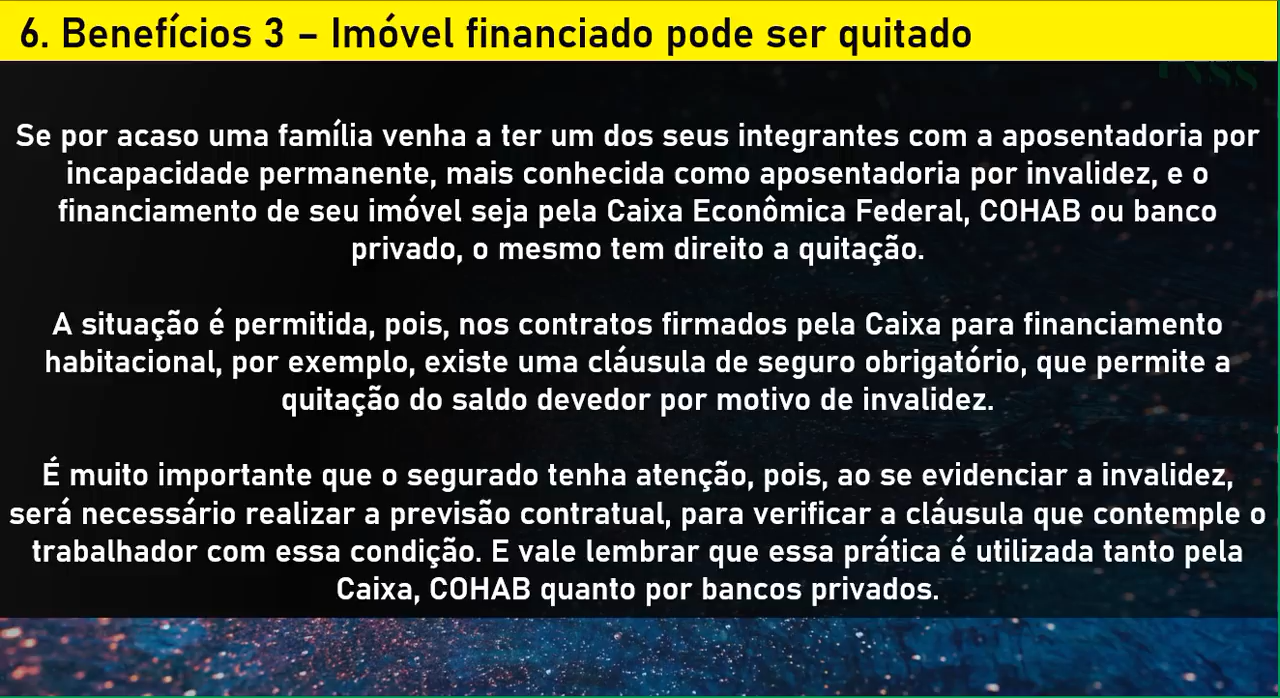 6. Benefícios 3 – Imóvel financiado pode ser quitado
Se por acaso uma família venha a ter um dos seus integrantes com a aposentadoria por
incapacidade permanente, mais conhecida como aposentadoria por invalidez, e o
financiamento de seu imóvel seja pela Caixa Econômica Federal, COHAB ou banco
privado, o mesmo tem direito a quitação.
A situação é permitida, pois, nos contratos firmados pela Caixa para financiamento
habitacional, por exemplo, existe uma cláusula de seguro obrigatório, que permite a
quitação do saldo devedor por motivo de invalidez.
É muito importante que o segurado tenha atenção, pois, ao se evidenciar a invalidez,
será necessário realizar a previsão contratual, para verificar a cláusula que contemple o
trabalhador com essa condição. E vale lembrar que essa prática é utilizada tanto pela
Caixa, COHAB quanto por bancos privados.